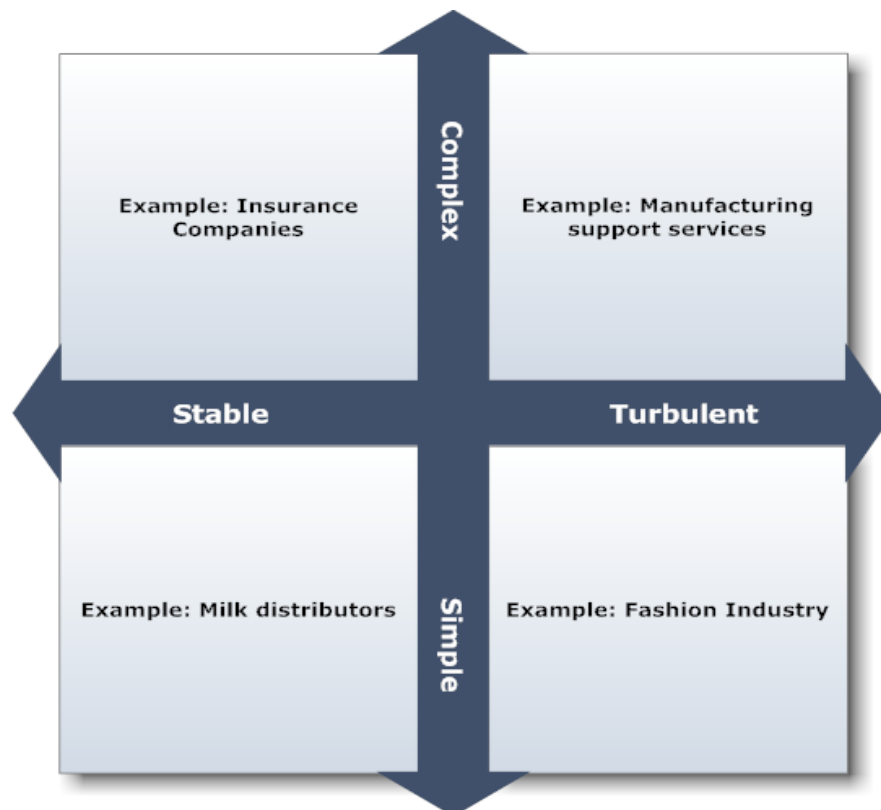 Complex
Example: Insurance
Companies
Example: Manufacturing
support services
Stable
Turbulent
Example: Milk distributors
Simple
Example: Fashion Industry